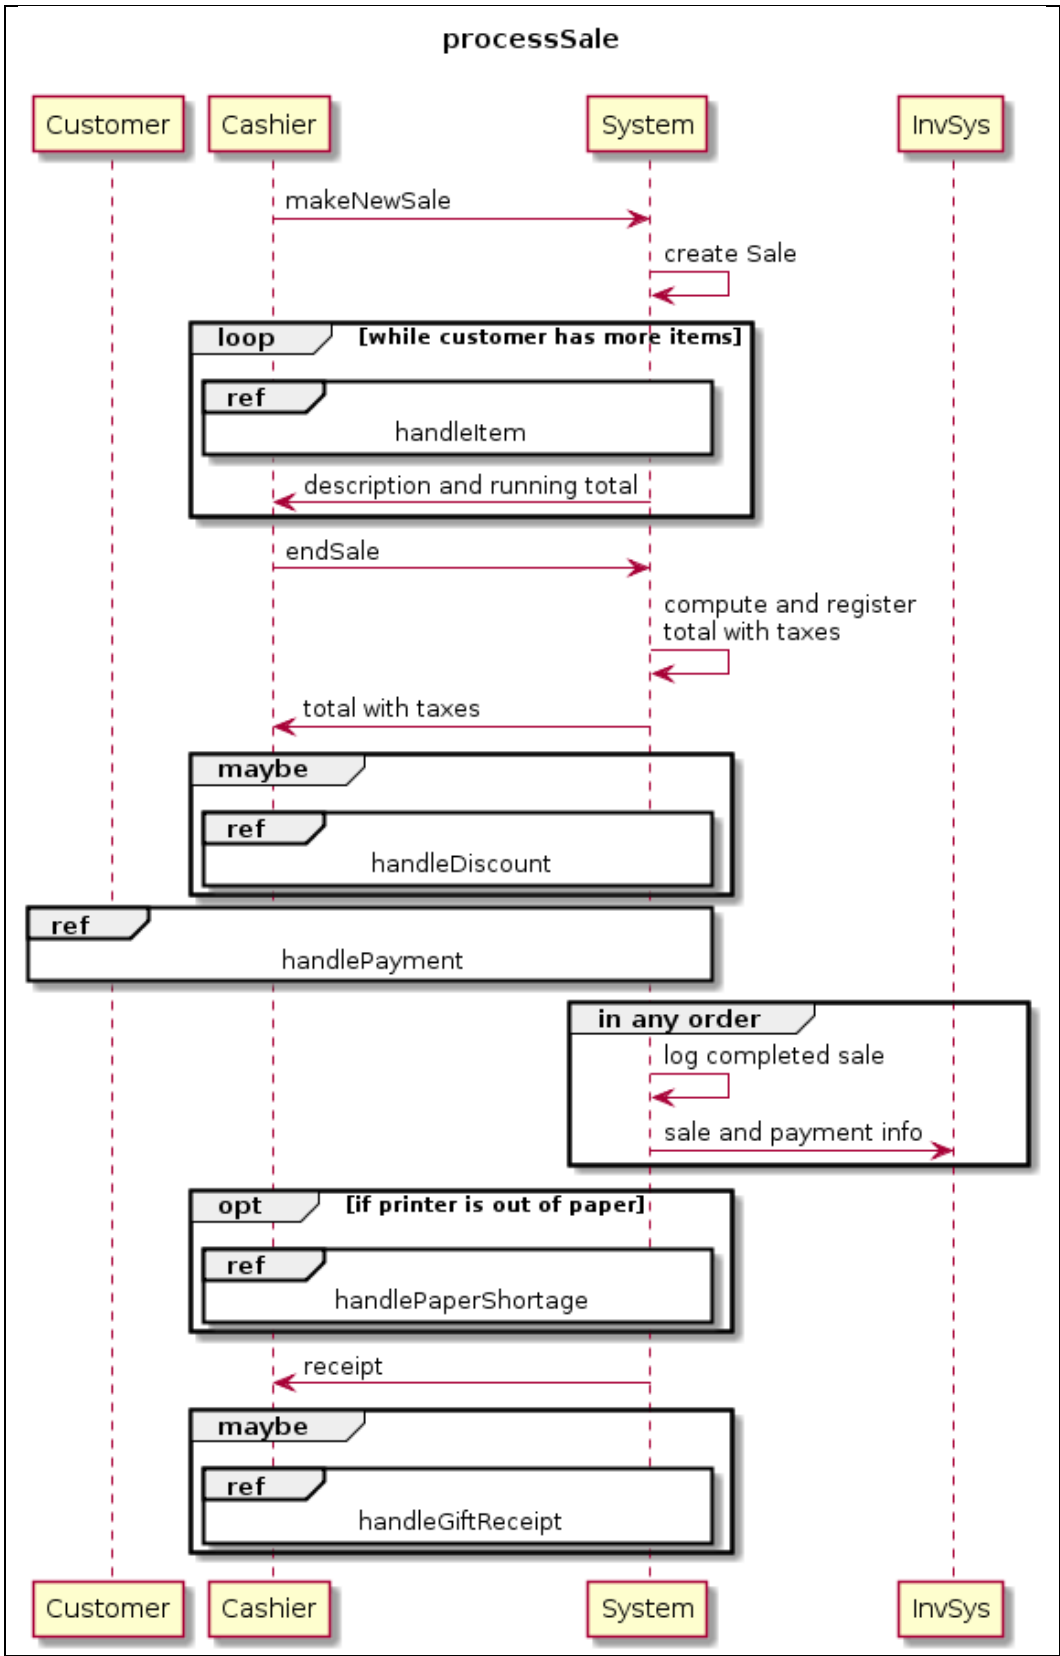 processSale
Customer Cashier System InvSys
makeNewSale
create Sale
loop [while customer has more items]
ref
handleItem
description and running total
endSale
compute and register
total with taxes
total with taxes
maybe
ref
handleDiscount
ref
handlePayment
in any order
log completed sale
sale and payment info
opt [if printer is out of paper]
ref
handlePaperShortage
receipt
maybe
ref
handleGiftReceipt
Customer Cashier System InvSys